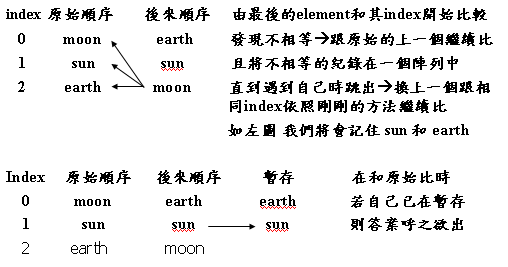 index 原始順序 後來順序 由最後的element和其index開始比較
0 moon earth 發現不相等→跟原始的上一個繼續比
1 sun sun 且將不相等的紀錄在一個陣列中
2 earth moon 直到遇到自己時跳出→換上一個跟相
同index依照剛剛的方法繼續比
如左圖 我們將會記住 sun 和 earth
Index 原始順序 後來順序 暫存 在和原始比時
0 moon earth earth 若自己已在暫存
1 sun sun sun 則答案呼之欲出
2 earth moon